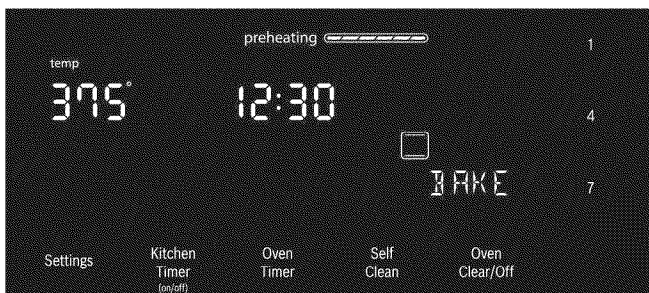 preheating
1
temp
375°
12:30
4
BAKE
7
Settings
Kitchen
Timer
(on/off)
Oven
Timer
Self
Clean
Oven
Clear/Off